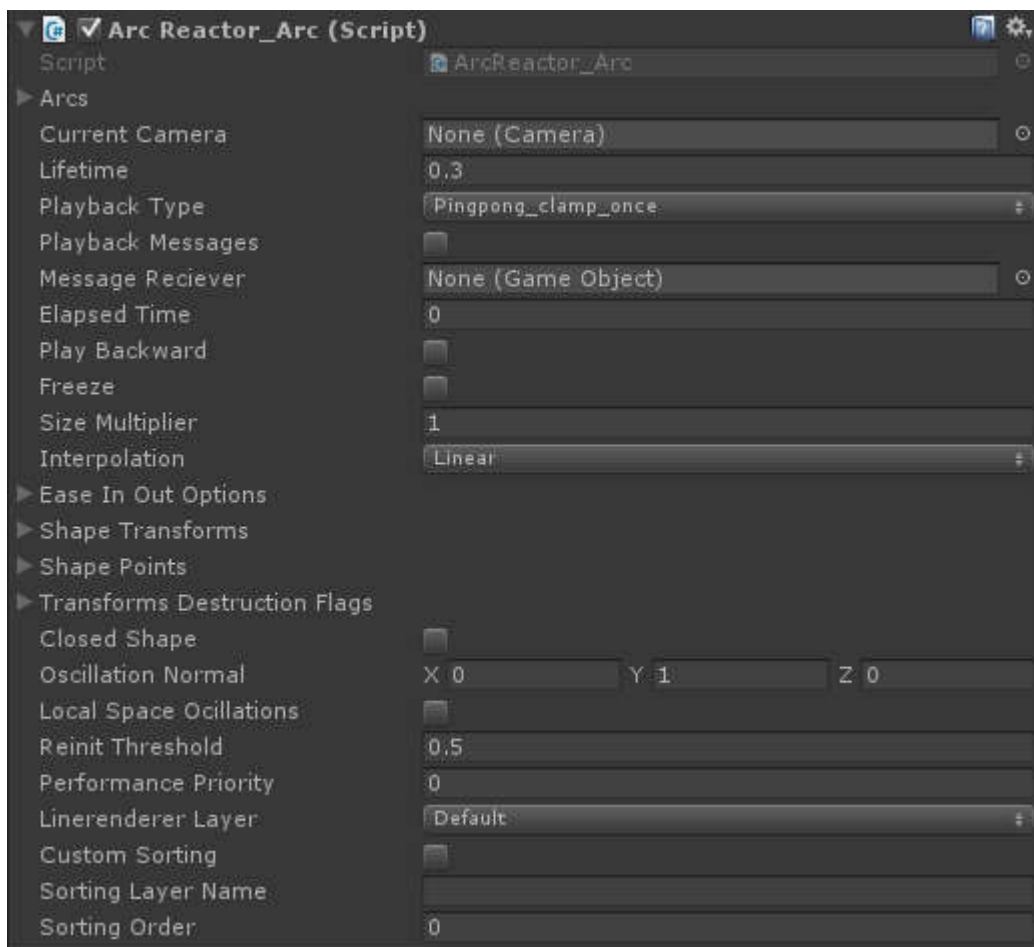 Arc Reactor_Arc (Script)
Script ArcReactor_Arc
Arcs
Current Camera None (Camera)
Lifetime 0.3
Playback Type Pingpong_clamp_once
Playback Messages
Message Reciever None (Game Object)
Elapsed Time 0
Play Backward
Freeze
Size Multiplier 1
Interpolation Linear
Ease In Out Options
Shape Transforms
Shape Points
Transforms Destruction Flags
Closed Shape
Oscillation Normal X 0 Y 1 Z 0
Local Space Ocillations
Reinit Threshold 0.5
Performance Priority 0
Linerenderer Layer Default
Custom Sorting
Sorting Layer Name
Sorting Order 0